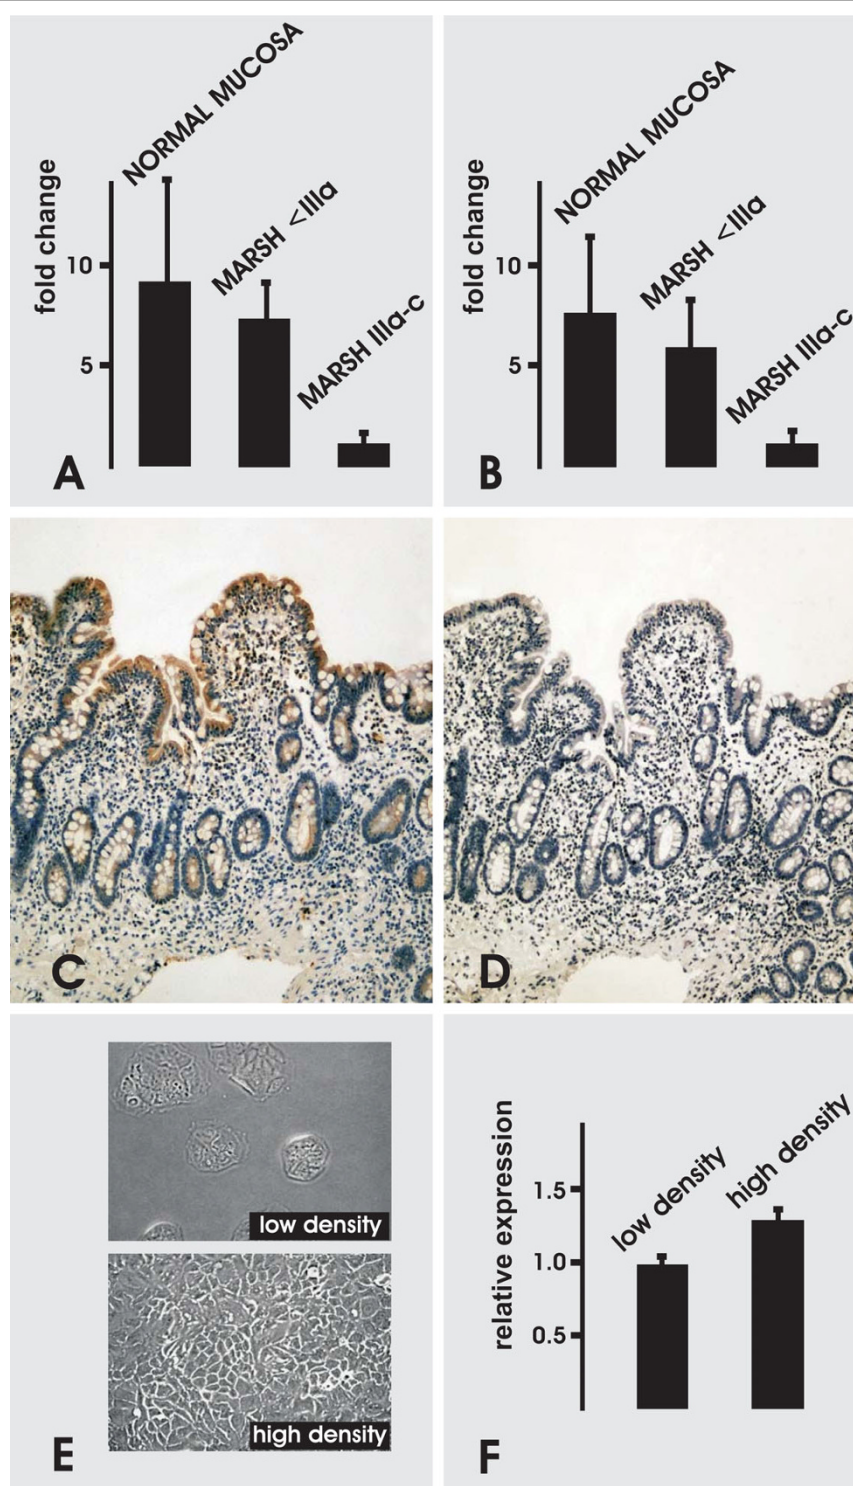 NORMAL MUCOSA
MARSH <IIIa
MARSH IIIa-c
fold change
10
5
A
NORMAL MUCOSA
MARSH <IIIa
MARSH IIIa-c
fold change
10
5
B
C
D
low density
high density
E
low density
high density
relative expression
1.5
1.0
0.5
F